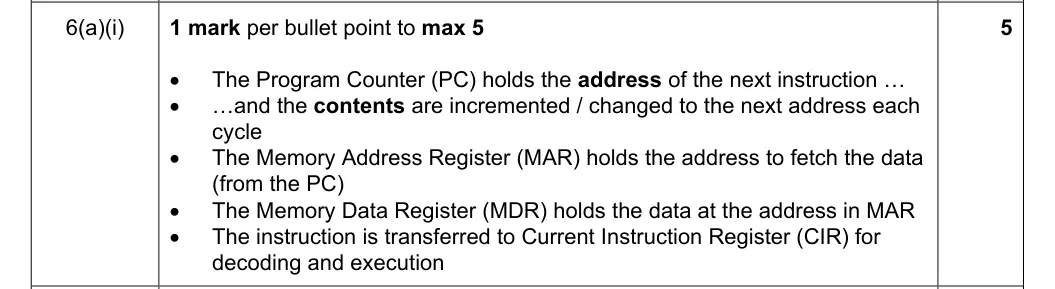 6(a)(i) 1 mark per bullet point to max 5 5
• The Program Counter (PC) holds the address of the next instruction …
• …and the contents are incremented / changed to the next address each
cycle
• The Memory Address Register (MAR) holds the address to fetch the data
(from the PC)
• The Memory Data Register (MDR) holds the data at the address in MAR
• The instruction is transferred to Current Instruction Register (CIR) for
decoding and execution